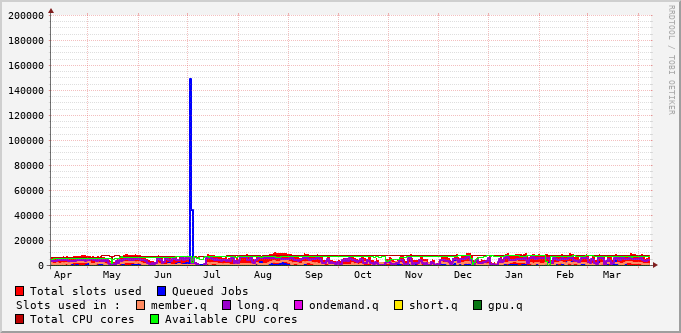 200000
180000
160000
140000
120000
100000
80000
60000
40000
20000
0
Apr May Jun Jul Aug Sep Oct Nov Dec Jan Feb Mar
Total slots used Queued Jobs
Slots used in : member.q long.q ondemand.q short.q gpu.q
Total CPU cores Available CPU cores
RRDTOOL / TOBI OETIKER